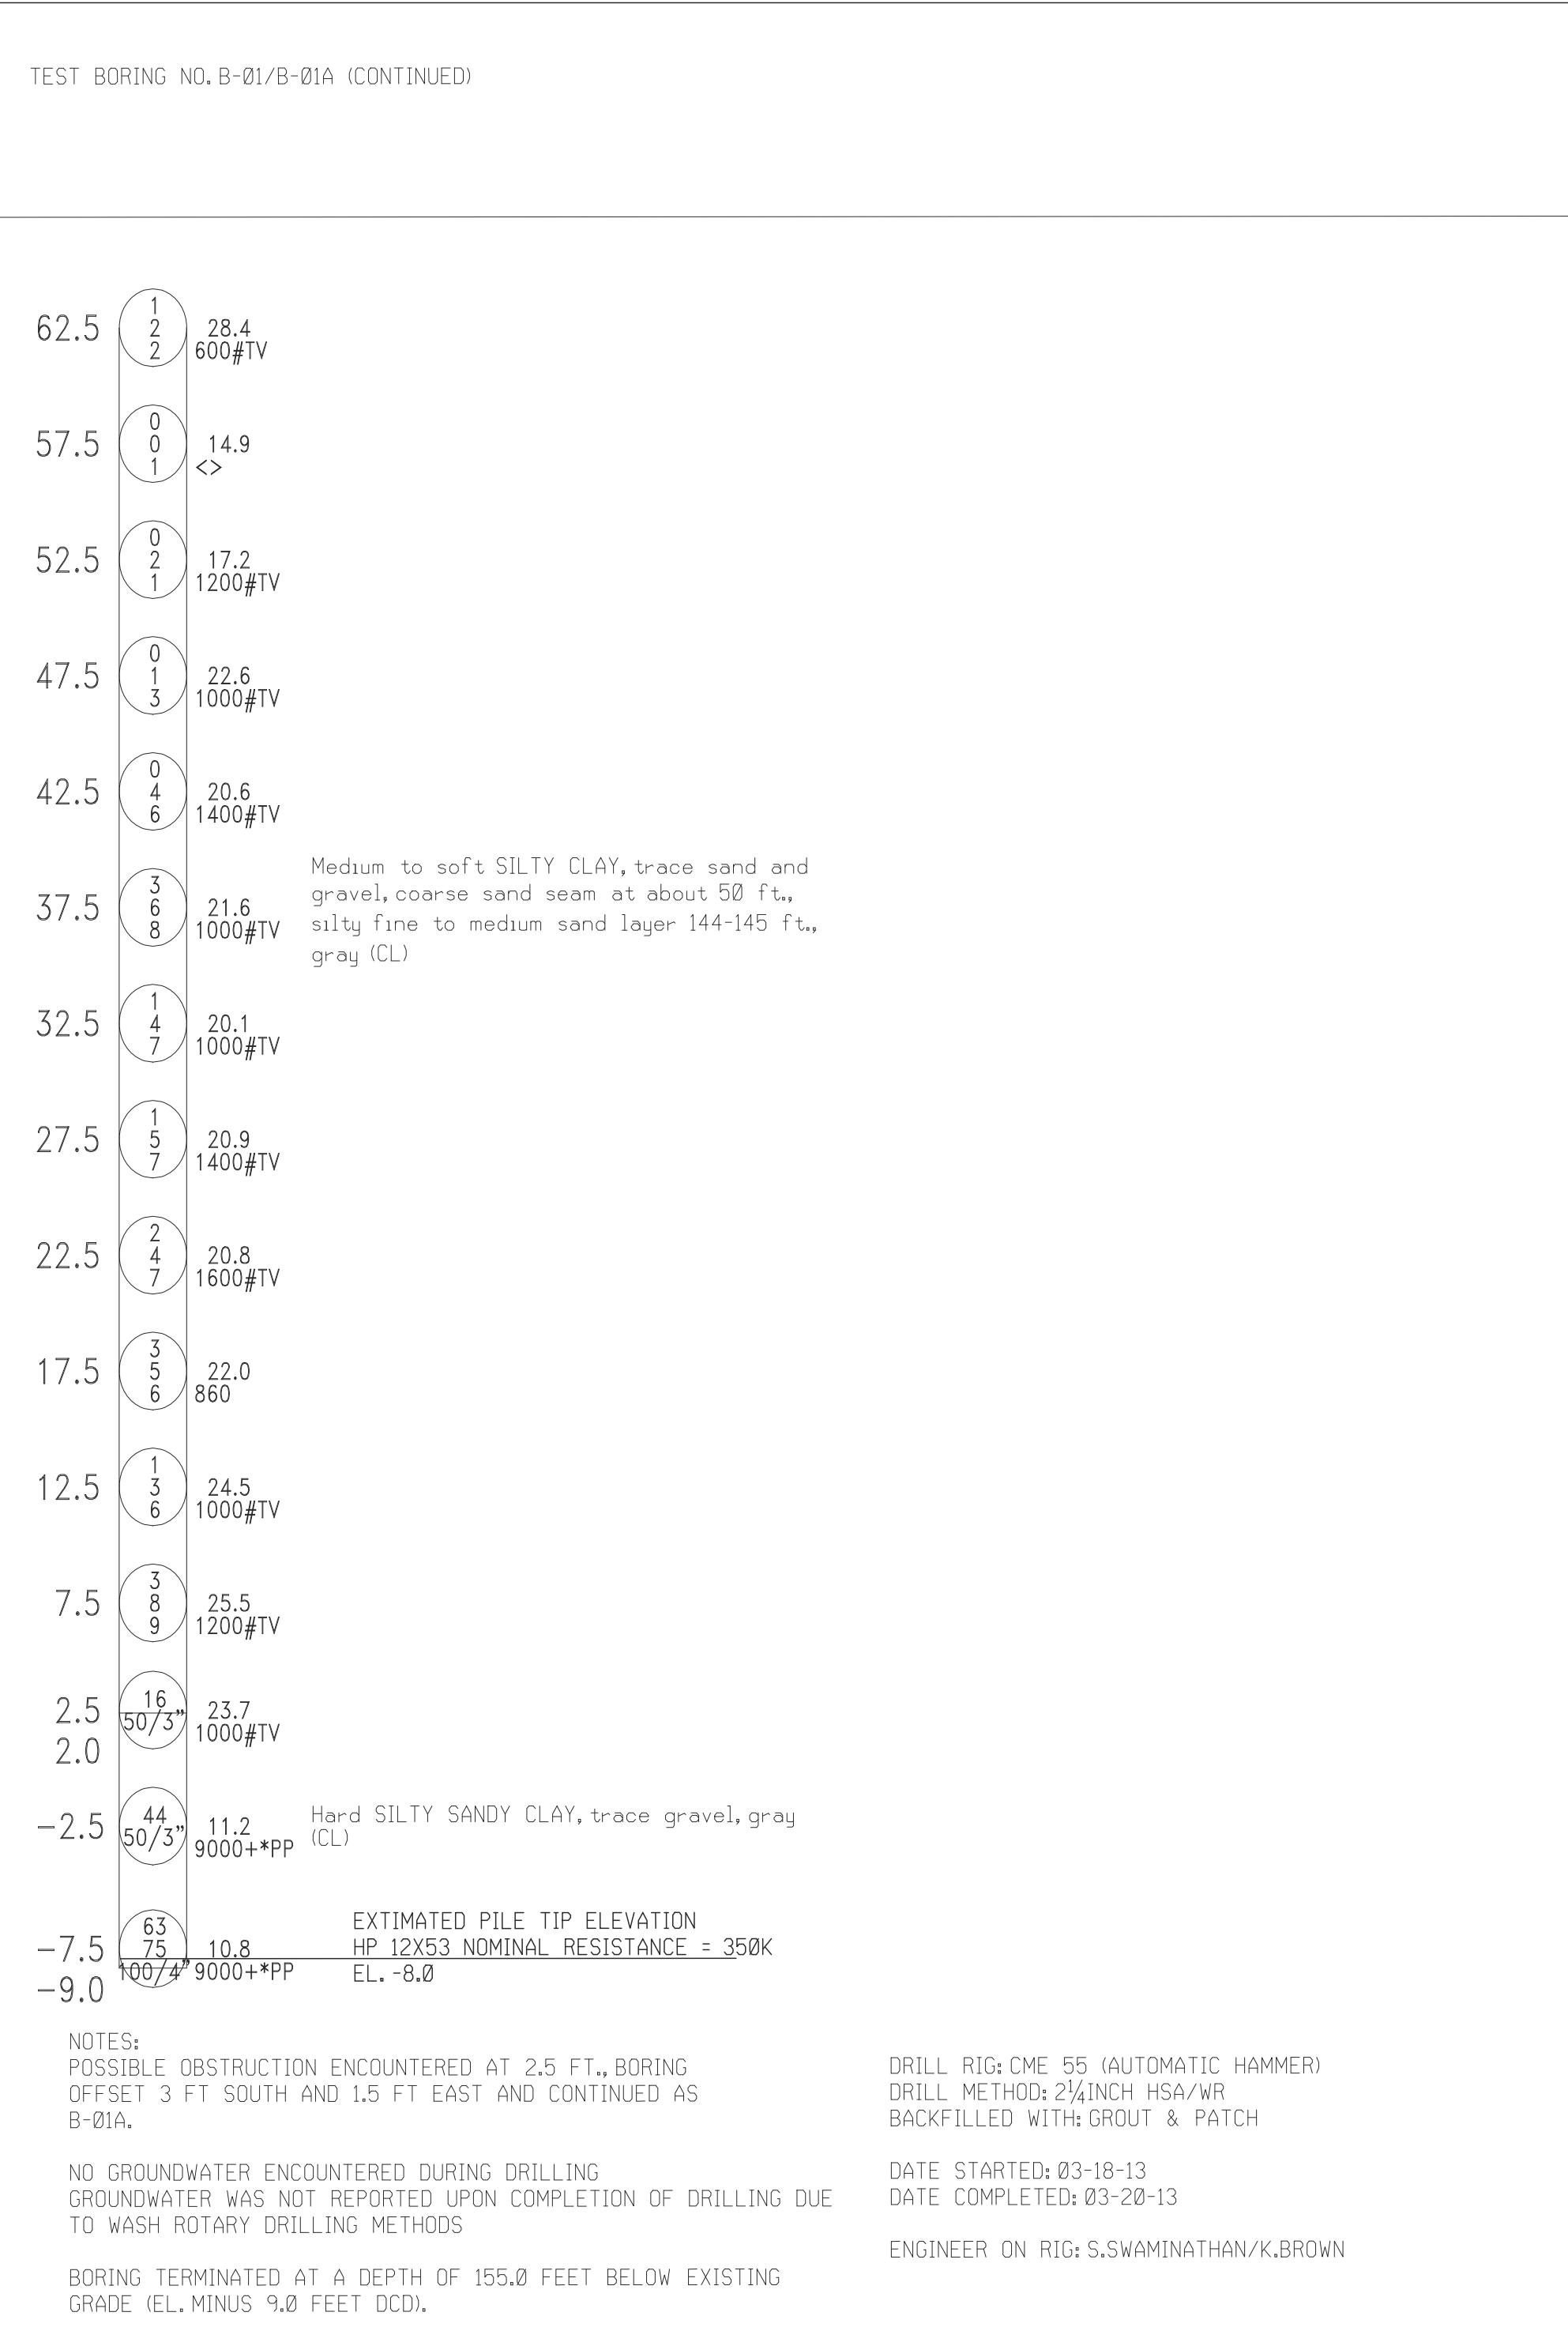 TEST BORING NO. B-01/B-01A (CONTINUED)
1
62.5 2 28.4
2 600#TV
0
57.5 0 14.9
1 <>
0
52.5 2 17.2
1 1200#TV
0
47.5 1 22.6
3 1000#TV
0
42.5 4 20.6
6 1400#TV
Medium to soft SILTY CLAY, trace sand and
gravel, coarse sand seam at about 50 ft.,
silty fine to medium sand layer 144-145 ft.,
gray (CL)
3
37.5 6 21.6
8 1000#TV
1
32.5 4 20.1
7 1000#TV
1
27.5 5 20.9
7 1400#TV
2
22.5 4 20.8
7 1600#TV
3
17.5 5 22.0
6 860
1
12.5 3 24.5
6 1000#TV
3
7.5 8 25.5
9 1200#TV
16
2.5 50/3" 23.7
1000#TV
2.0
44
-2.5 50/3" 11.2
9000+*PP
Hard SILTY SANDY CLAY, trace gravel, gray
(CL)
63
-7.5 75 10.8
100/4" 9000+*PP
-9.0
EXTIMATED PILE TIP ELEVATION
HP 12X53 NOMINAL RESISTANCE = 350K
EL. -8.0
NOTES:
POSSIBLE OBSTRUCTION ENCOUNTERED AT 2.5 FT., BORING
OFFSET 3 FT SOUTH AND 1.5 FT EAST AND CONTINUED AS
B-01A.
NO GROUNDWATER ENCOUNTERED DURING DRILLING
GROUNDWATER WAS NOT REPORTED UPON COMPLETION OF DRILLING DUE
TO WASH ROTARY DRILLING METHODS
BORING TERMINATED AT A DEPTH OF 155.0 FEET BELOW EXISTING
GRADE (EL. MINUS 9.0 FEET DCD).
DRILL RIG: CME 55 (AUTOMATIC HAMMER)
DRILL METHOD: 2¼INCH HSA/WR
BACKFILLED WITH: GROUT & PATCH
DATE STARTED: 03-18-13
DATE COMPLETED: 03-20-13
ENGINEER ON RIG: S.SWAMINATHAN/K.BROWN